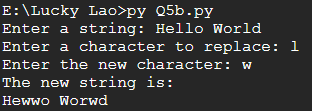 E:\Lucky Lao>py Q5b.py
Enter a string: Hello World
Enter a character to replace: l
Enter the new character: w
The new string is:
Hewwo Worwd